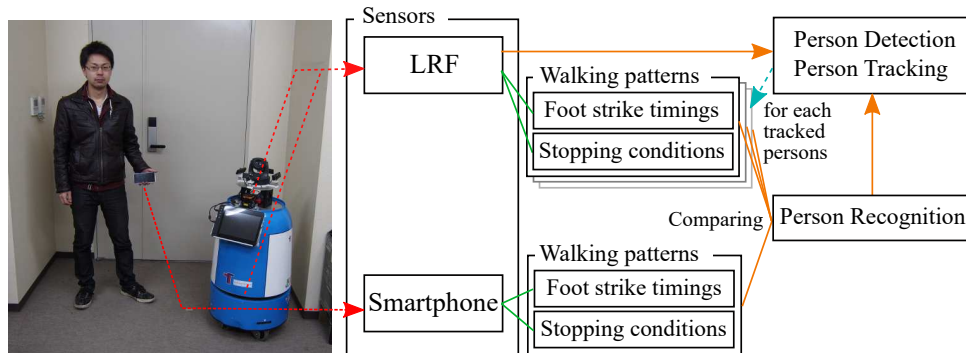 Sensors
LRF
Walking patterns
Foot strike timings
Stopping conditions
Person Detection
Person Tracking
for each
tracked
persons
Comparing
Person Recognition
Smartphone
Walking patterns
Foot strike timings
Stopping conditions